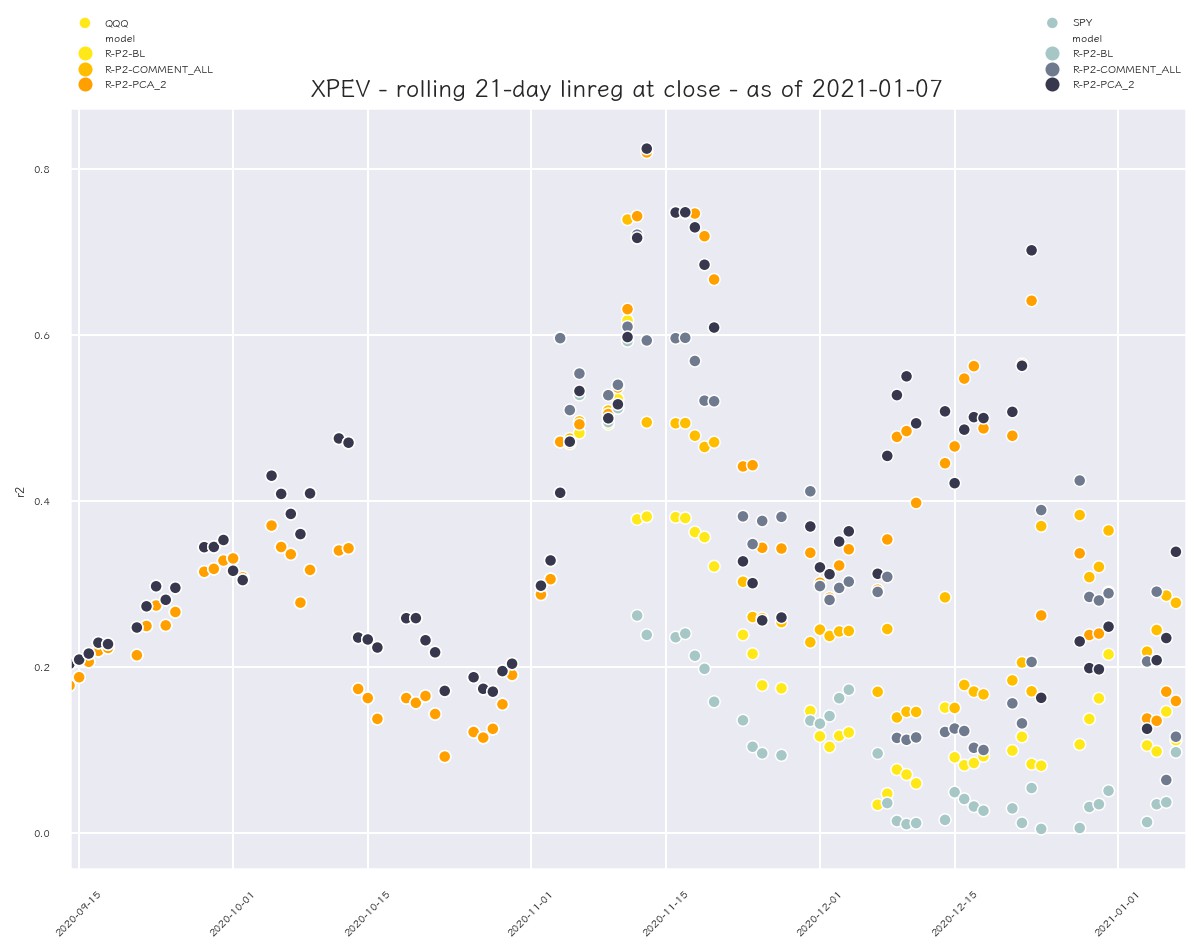 QQQ
model
R-P2-BL
R-P2-COMMENT_ALL
R-P2-PCA_2
SPY
model
R-P2-BL
R-P2-COMMENT_ALL
R-P2-PCA_2
XPEV - rolling 21-day linreg at close - as of 2021-01-07
0.8
0.6
0.4
0.2
0.0
r2
2020-09-15
2020-10-01
2020-10-15
2020-11-01
2020-11-15
2020-12-01
2020-12-15
2021-01-01